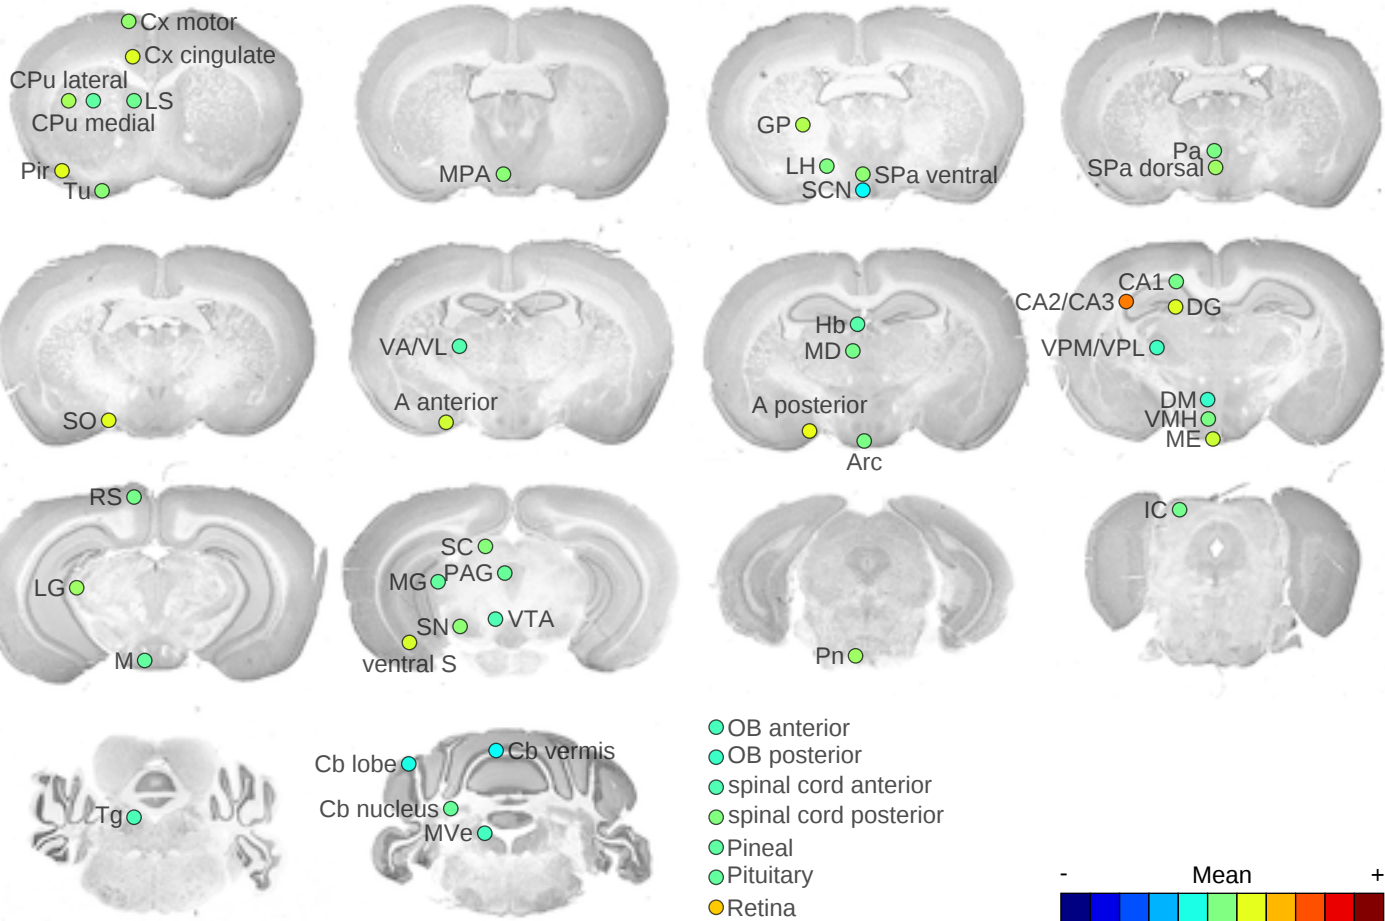 Cx motor
Cx cingulate
CPu lateral
LS
CPu medial
Pir
Tu
MPA
GP
LH
SPa ventral
SCN
Pa
SPa dorsal
SO
VA/VL
A anterior
Hb
MD
A posterior
Arc
CA1
CA2/CA3
DG
VPM/VPL
DM
VMH
ME
RS
LG
M
SC
MG
PAG
SN
VTA
ventral S
Pn
IC
Tg
Cb lobe
Cb vermis
Cb nucleus
MVe
OB anterior
OB posterior
spinal cord anterior
spinal cord posterior
Pineal
Pituitary
Retina
- Mean +